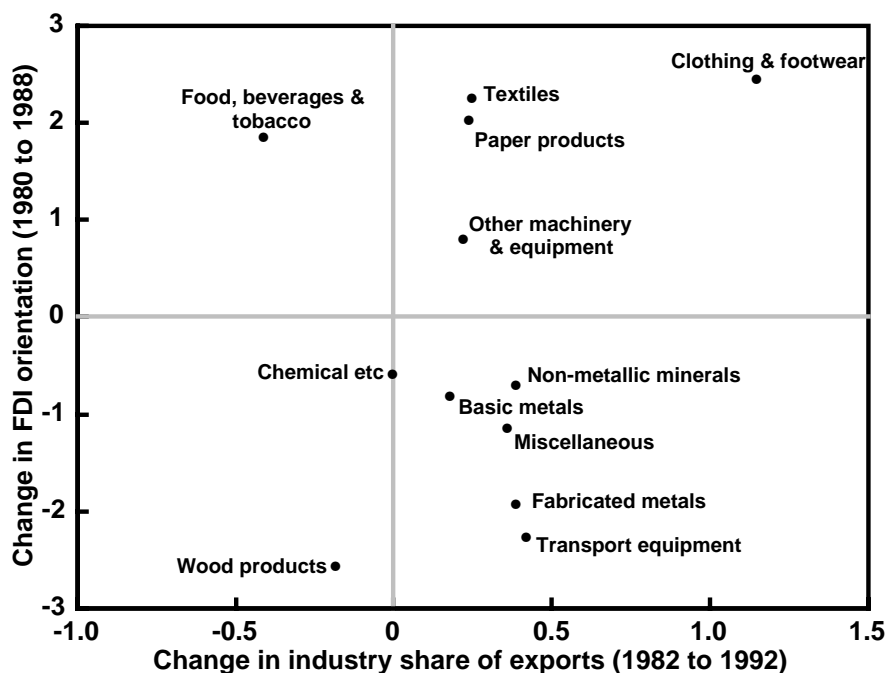 3
2
1
0
-1
-2
-3
Change in FDI orientation (1980 to 1988)
Clothing & footwear
Food, beverages &
tobacco
Textiles
Paper products
Other machinery
& equipment
Chemical etc
Non-metallic minerals
Basic metals
Miscellaneous
Fabricated metals
Transport equipment
Wood products
-1.0
-0.5
0
0.5
1.0
1.5
Change in industry share of exports (1982 to 1992)